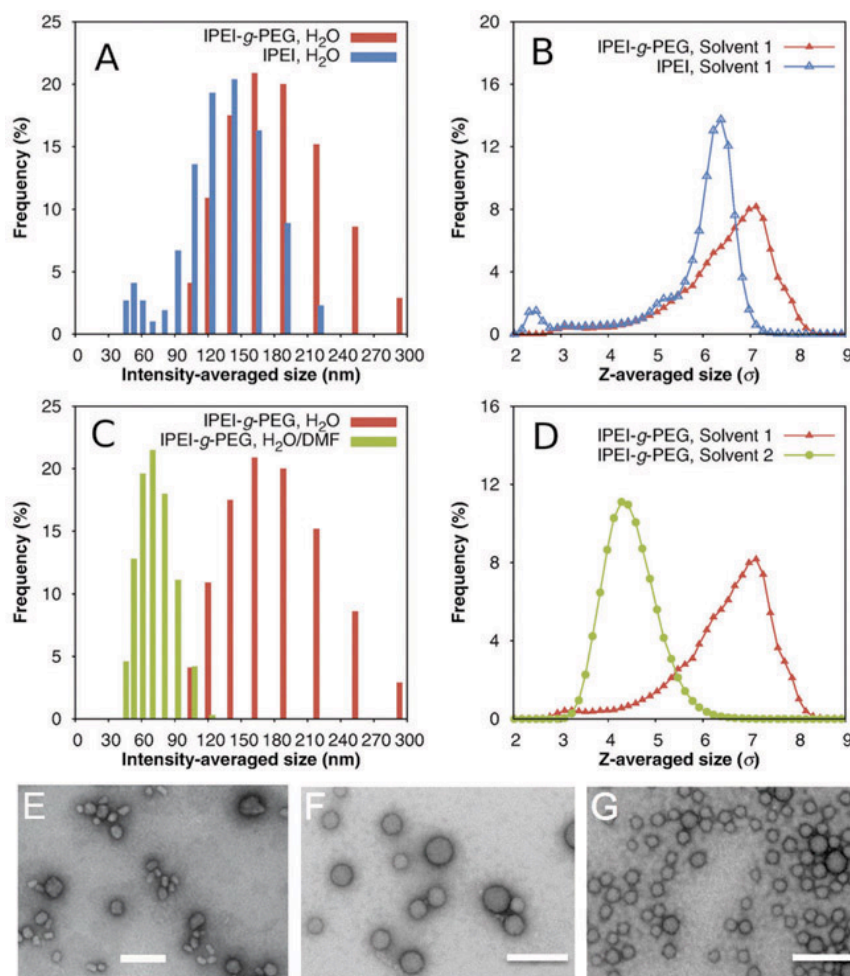 A
lPEI-g-PEG, H₂O
lPEI, H₂O
Frequency (%)
25
20
15
10
5
0
0 30 60 90 120 150 180 210 240 270 300
Intensity-averaged size (nm)
B
lPEI-g-PEG, Solvent 1
lPEI, Solvent 1
Frequency (%)
20
16
12
8
4
0
2 3 4 5 6 7 8 9
Z-averaged size (σ)
C
lPEI-g-PEG, H₂O
lPEI-g-PEG, H₂O/DMF
Frequency (%)
25
20
15
10
5
0
0 30 60 90 120 150 180 210 240 270 300
Intensity-averaged size (nm)
D
lPEI-g-PEG, Solvent 1
lPEI-g-PEG, Solvent 2
Frequency (%)
16
12
8
4
0
2 3 4 5 6 7 8 9
Z-averaged size (σ)
E
F
G